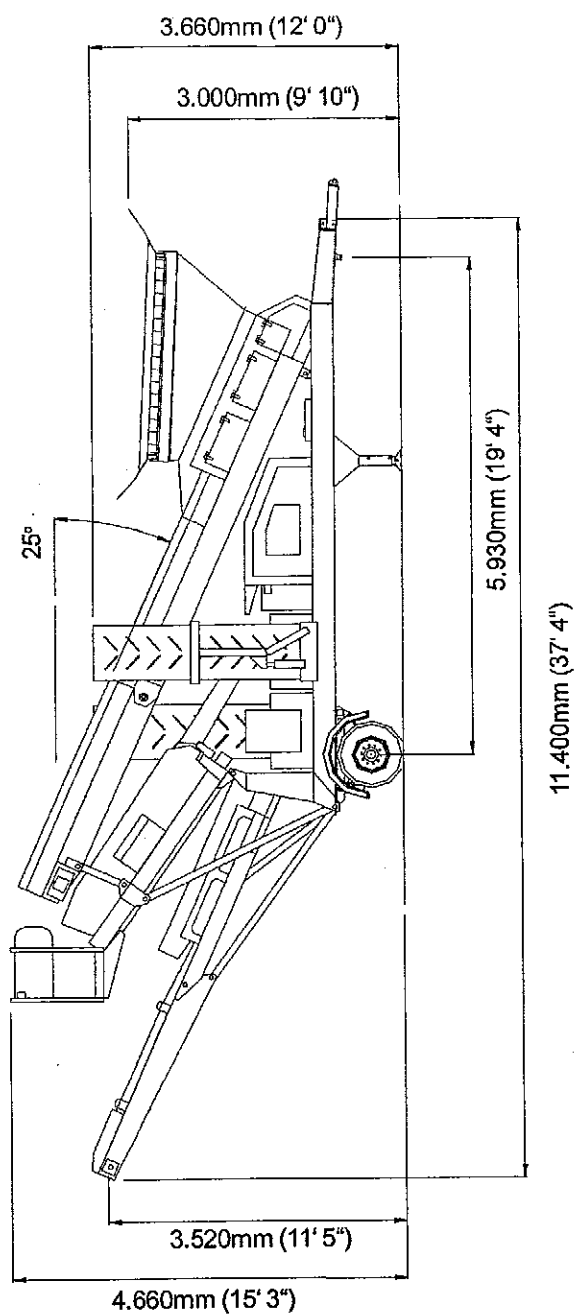 3.660mm (12' 0“)
3.000mm (9' 10“)
25º
5.930mm (19' 4“)
11.400mm (37' 4“)
3.520mm (11' 5“)
4.660mm (15' 3“)